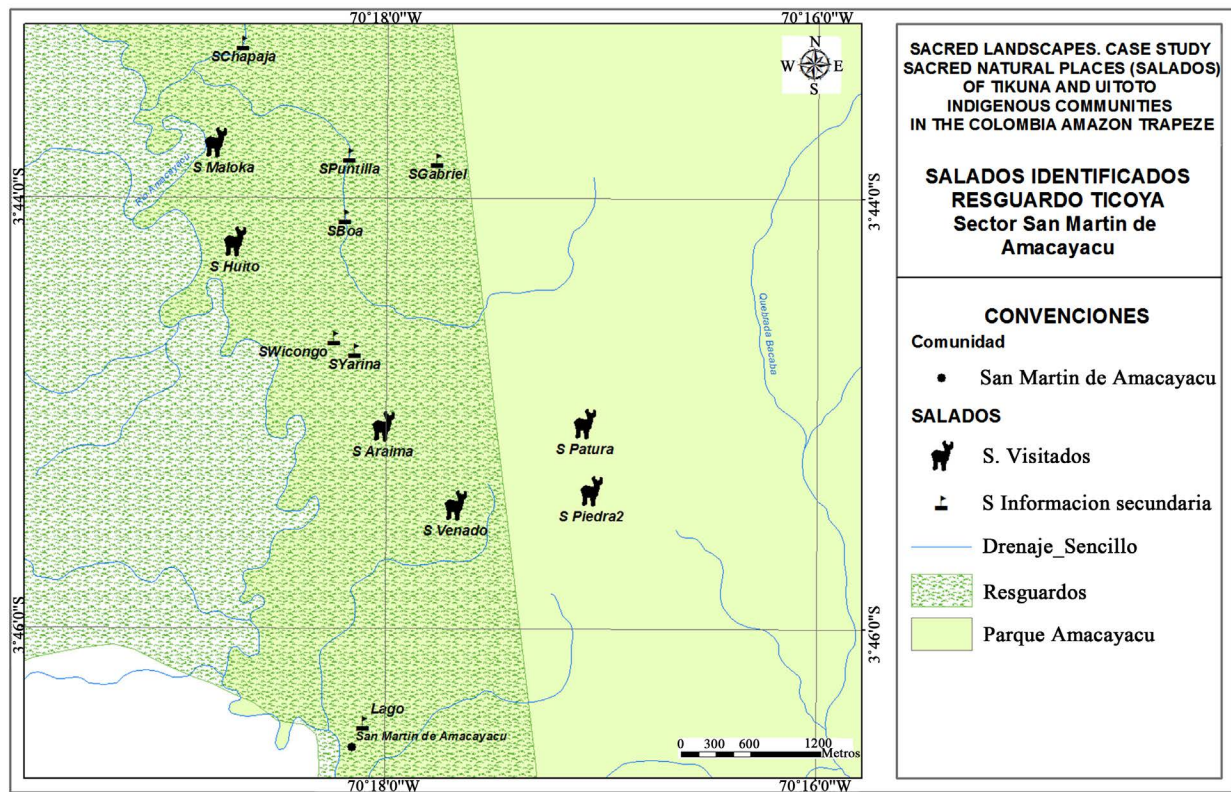 70°18'0"W
70°16'0"W
SChapaja
N
W
E
S
S Maloka
SPuntilla
SGabriel
Rio Amacayacu
3°44'0"S
3°44'0"S
SBoa
S Huito
Quebrada Bacaba
SWicongo
SYarina
S Araima
S Patura
S Venado
S Piedra2
3°46'0"S
3°46'0"S
Lago
San Martin de Amacayacu
0 300 600 1200
Metros
70°18'0"W
70°16'0"W
SACRED LANDSCAPES. CASE STUDY
SACRED NATURAL PLACES (SALADOS)
OF TIKUNA AND UITOTO
INDIGENOUS COMMUNITIES
IN THE COLOMBIA AMAZON TRAPEZE
SALADOS IDENTIFICADOS
RESGUARDO TICOYA
Sector San Martin de
Amacayacu
CONVENCIONES
Comunidad
San Martin de Amacayacu
SALADOS
S. Visitados
S Informacion secundaria
Drenaje_Sencillo
Resguardos
Parque Amacayacu